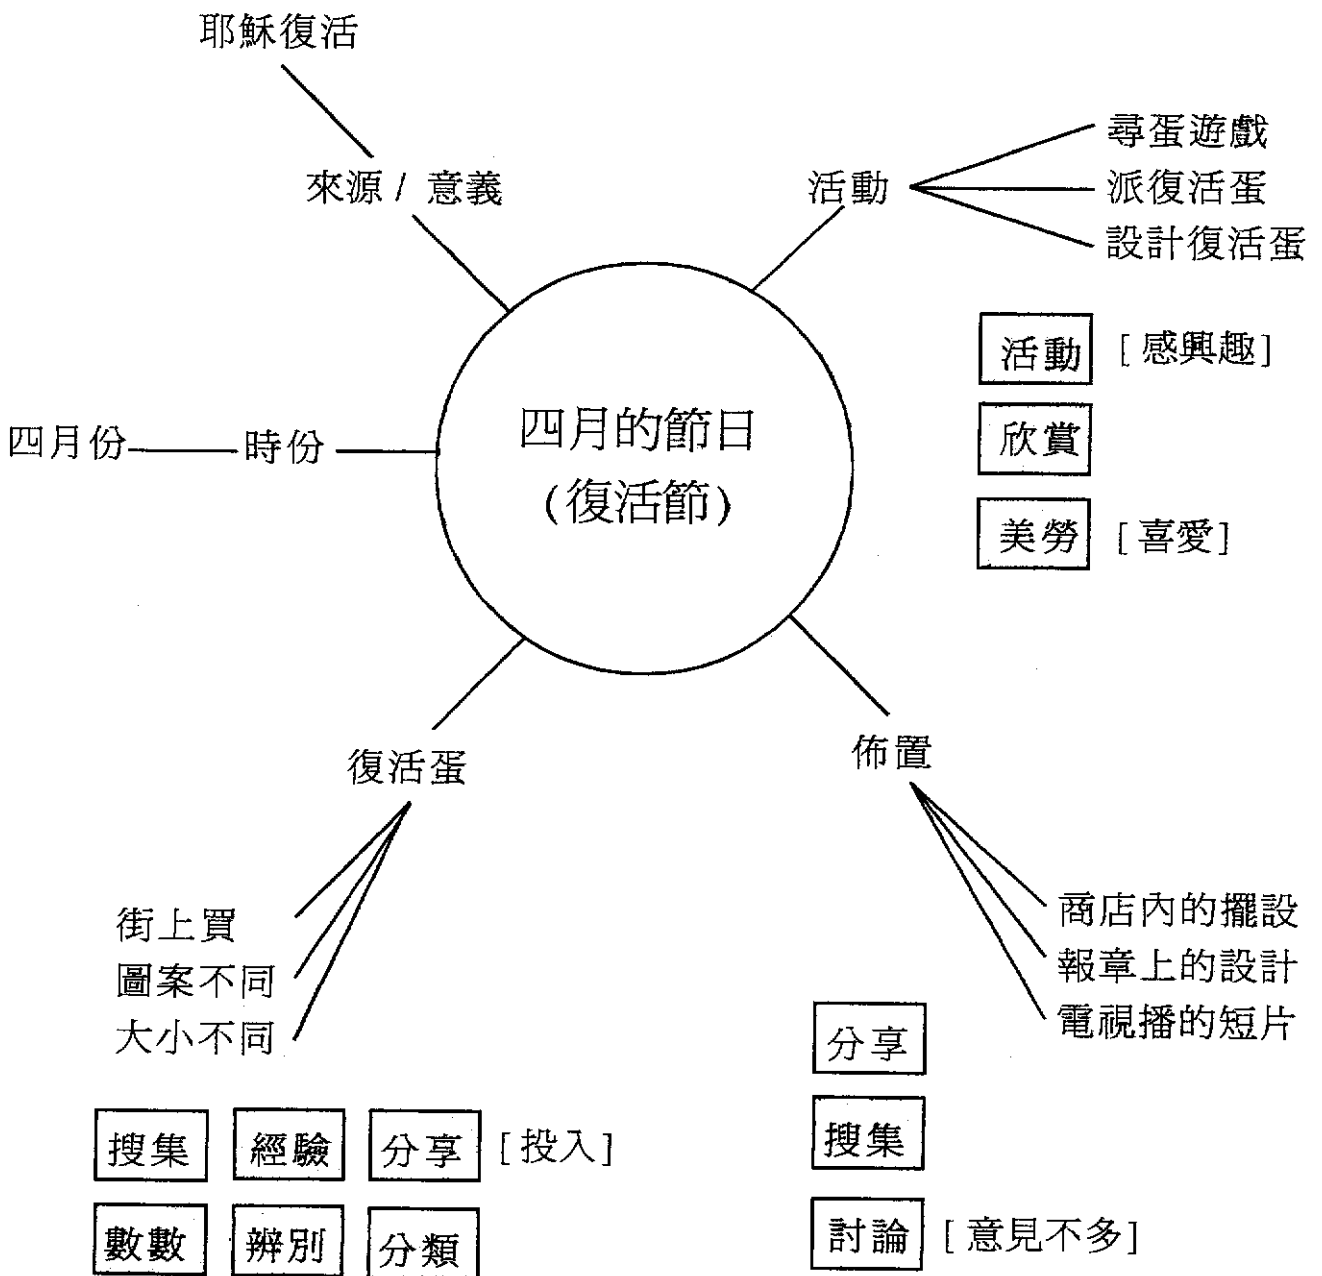 耶穌復活
來源 / 意義
活動
尋蛋遊戲
派復活蛋
設計復活蛋
活動 [感興趣]
欣賞
美勞 [喜愛]
四月份 時份
四月的節日
(復活節)
復活蛋
街上買
圖案不同
大小不同
搜集 經驗 分享 [投入]
數數 辨別 分類
佈置
商店內的擺設
報章上的設計
電視播的短片
分享
搜集
討論 [意見不多]